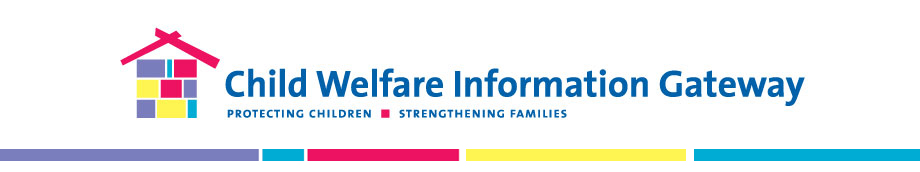 Child Welfare Information Gateway
PROTECTING CHILDREN ■ STRENGTHENING FAMILIES